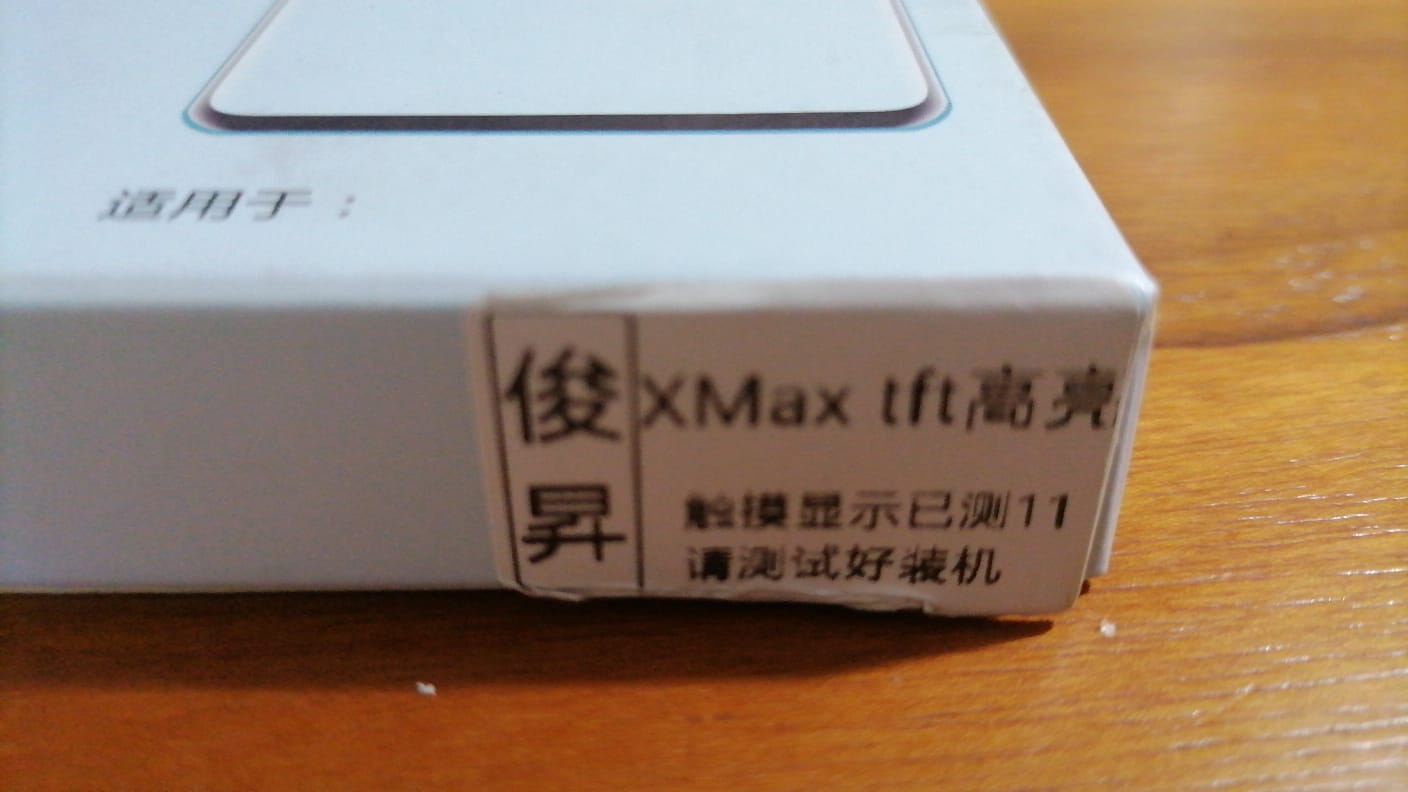 适用于：
俊昇
XMax tft高亮
触摸显示已测11
请测试好装机